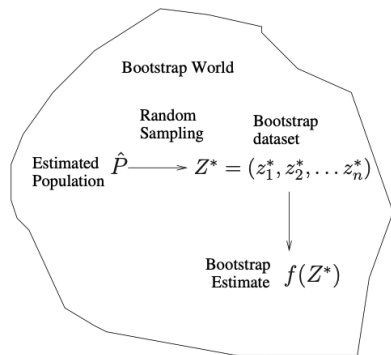 Bootstrap World
Random
Sampling
Bootstrap
dataset
Estimated
Population
P̂
Z* = (z₁*, z₂*, … zₙ*)
Bootstrap
Estimate
f(Z*)